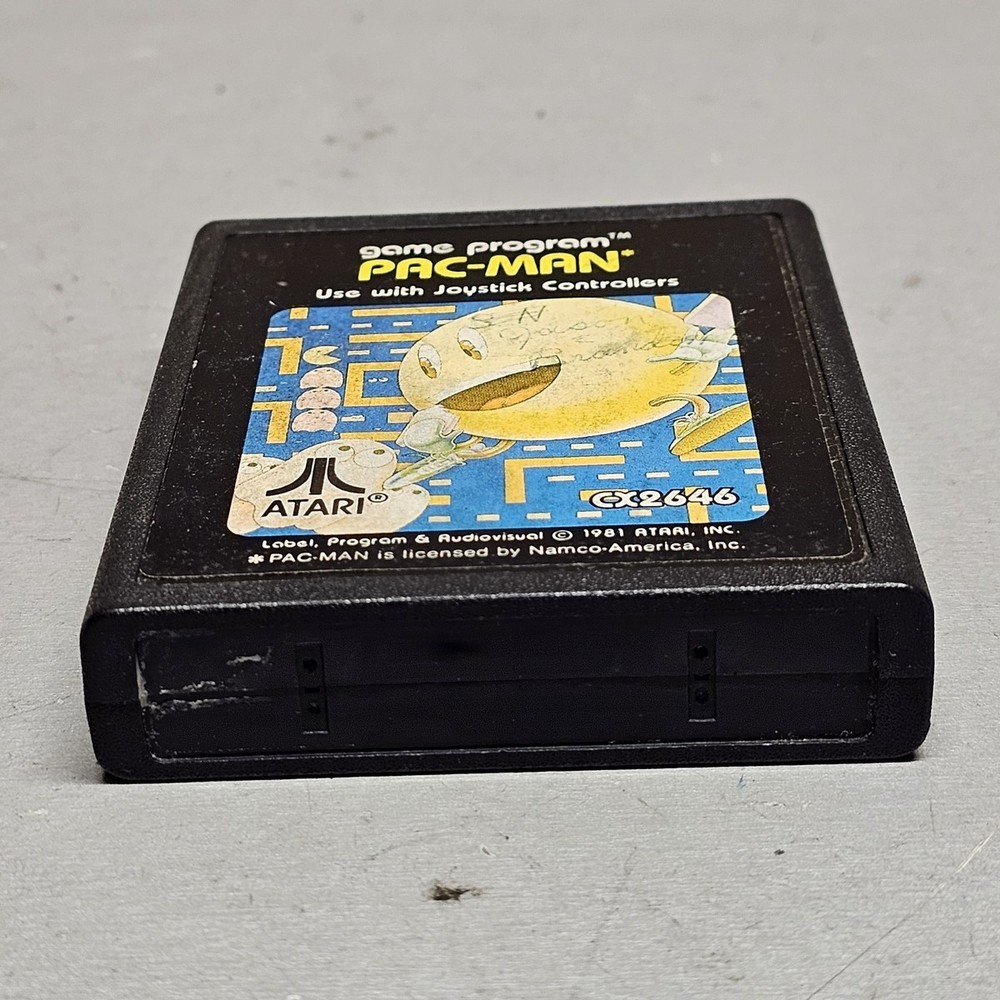 game program™
PAC-MAN*
Use with Joystick Controllers
S-N
ATARI®
CX2646
Label, Program & Audiovisual © 1981 ATARI, INC.
* PAC-MAN is licensed by Namco-America, Inc.